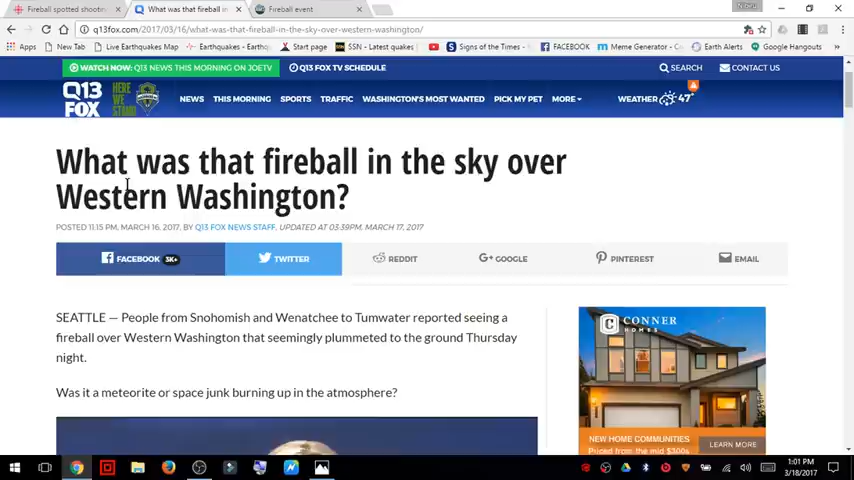 Fireball spotted shootin
What was that fireball in
Fireball event
q13fox.com/2017/03/16/what-was-that-fireball-in-the-sky-over-western-washington/
Apps New Tab Live Earthquakes Map Earthquakes - Earthqu Start page SSN - Latest quakes Signs of the Times FACEBOOK Meme Generator - Im Earth Alerts Google Hangouts
WATCH NOW: Q13 NEWS THIS MORNING ON JOETV Q13 FOX TV SCHEDULE SEARCH CONTACT US
Q13 FOX
HERE WE STAND
NEWS THIS MORNING SPORTS TRAFFIC WASHINGTON'S MOST WANTED PICK MY PET MORE WEATHER 47°
What was that fireball in the sky over
Western Washington?
POSTED 11:15 PM, MARCH 16, 2017, BY Q13 FOX NEWS STAFF, UPDATED AT 03:39PM, MARCH 17, 2017
FACEBOOK 3K+ TWITTER REDDIT GOOGLE PINTEREST EMAIL
SEATTLE — People from Snohomish and Wenatchee to Tumwater reported seeing a
fireball over Western Washington that seemingly plummeted to the ground Thursday
night.
Was it a meteorite or space junk burning up in the atmosphere?
CONNER
HOMES
NEW HOME COMMUNITIES
Priced from the mid $300s
LEARN MORE
1:01 PM
3/18/2017